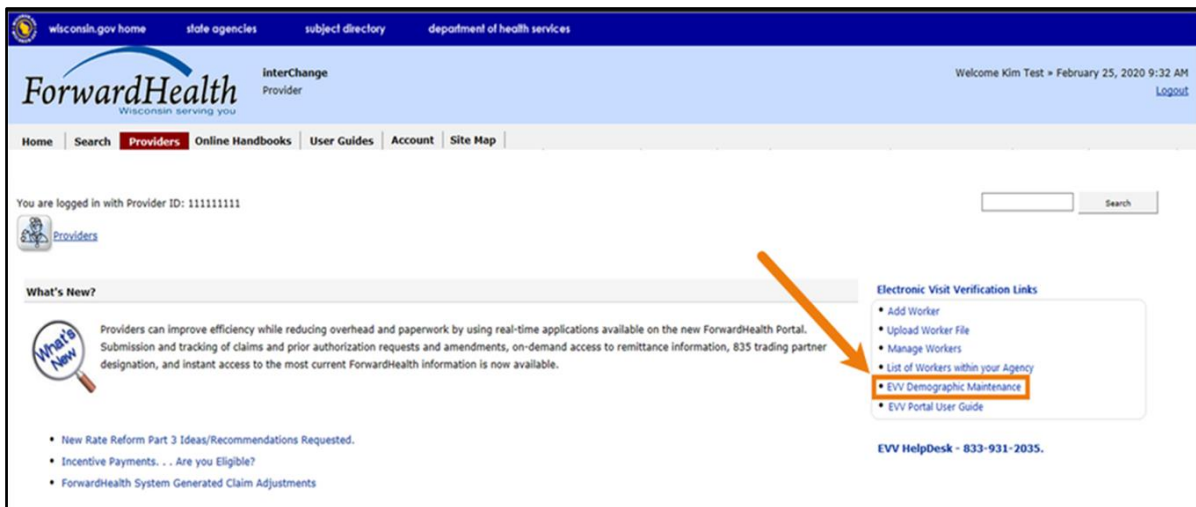 wisconsin.gov home state agencies subject directory department of health services
ForwardHealth
Wisconsin serving you
interChange
Provider
Welcome Kim Test » February 25, 2020 9:32 AM
Logout
Home Search Providers Online Handbooks User Guides Account Site Map
You are logged in with Provider ID: 111111111
Search
Providers
What's New?
What's
New
Providers can improve efficiency while reducing overhead and paperwork by using real-time applications available on the new ForwardHealth Portal.
Submission and tracking of claims and prior authorization requests and amendments, on-demand access to remittance information, 835 trading partner
designation, and instant access to the most current ForwardHealth information is now available.
• New Rate Reform Part 3 Ideas/Recommendations Requested.
• Incentive Payments. . . Are you Eligible?
• ForwardHealth System Generated Claim Adjustments
Electronic Visit Verification Links
• Add Worker
• Upload Worker File
• Manage Workers
• List of Workers within your Agency
• EVV Demographic Maintenance
• EVV Portal User Guide
EVV HelpDesk - 833-931-2035.